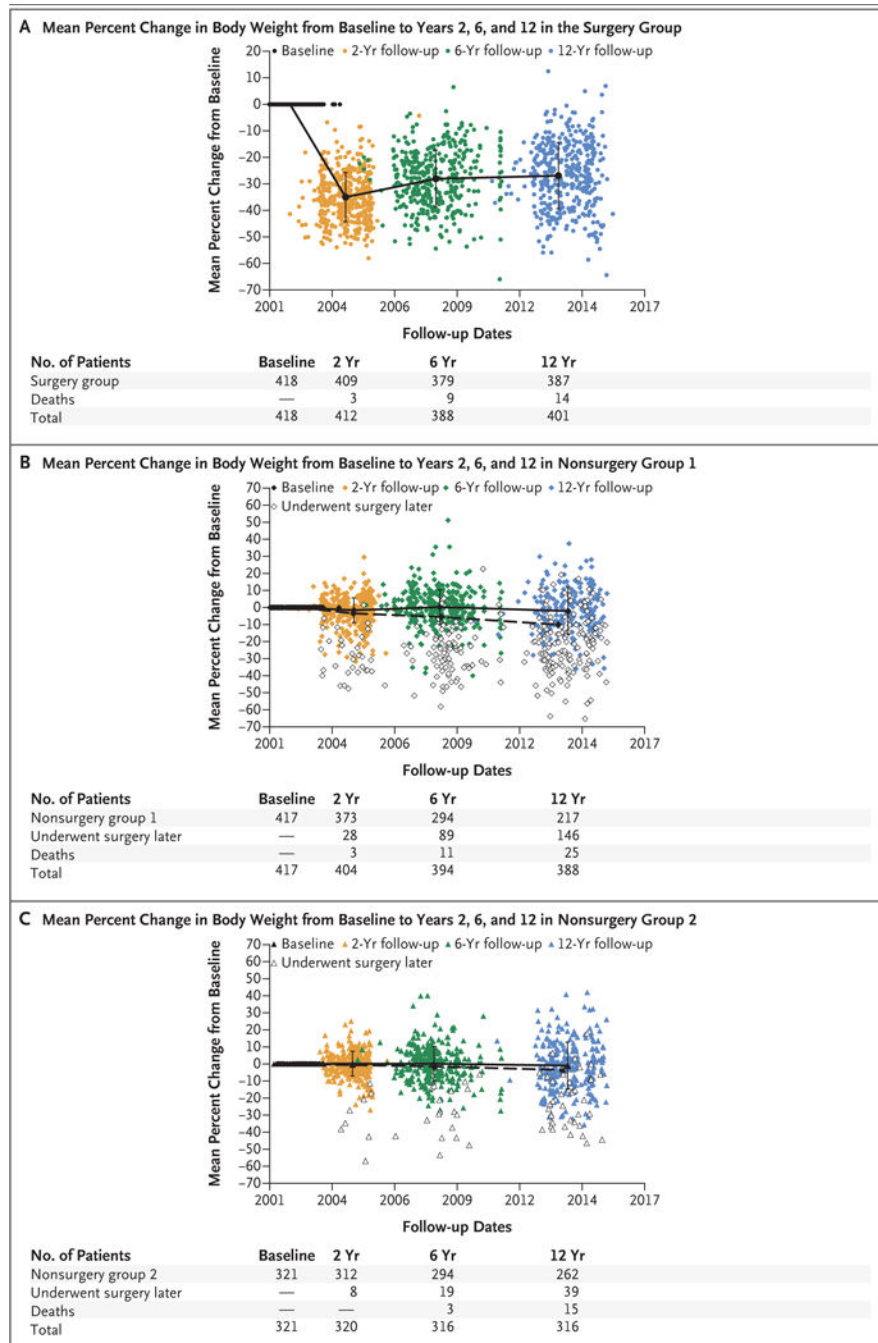 A Mean Percent Change in Body Weight from Baseline to Years 2, 6, and 12 in the Surgery Group
Baseline 2-Yr follow-up 6-Yr follow-up 12-Yr follow-up
Mean Percent Change from Baseline
20
10
0
−10
−20
−30
−40
−50
−60
−70
2001 2004 2006 2009 2012 2014 2017
Follow-up Dates
No. of Patients Baseline 2 Yr 6 Yr 12 Yr
Surgery group 418 409 379 387
Deaths — 3 9 14
Total 418 412 388 401
B Mean Percent Change in Body Weight from Baseline to Years 2, 6, and 12 in Nonsurgery Group 1
Baseline 2-Yr follow-up 6-Yr follow-up 12-Yr follow-up
Underwent surgery later
Mean Percent Change from Baseline
70
60
50
40
30
20
10
0
−10
−20
−30
−40
−50
−60
−70
2001 2004 2006 2009 2012 2014 2017
Follow-up Dates
No. of Patients Baseline 2 Yr 6 Yr 12 Yr
Nonsurgery group 1 417 373 294 217
Underwent surgery later — 28 89 146
Deaths — 3 11 25
Total 417 404 394 388
C Mean Percent Change in Body Weight from Baseline to Years 2, 6, and 12 in Nonsurgery Group 2
Baseline 2-Yr follow-up 6-Yr follow-up 12-Yr follow-up
Underwent surgery later
Mean Percent Change from Baseline
70
60
50
40
30
20
10
0
−10
−20
−30
−40
−50
−60
−70
2001 2004 2006 2009 2012 2014 2017
Follow-up Dates
No. of Patients Baseline 2 Yr 6 Yr 12 Yr
Nonsurgery group 2 321 312 294 262
Underwent surgery later — 8 19 39
Deaths — — 3 15
Total 321 320 316 316